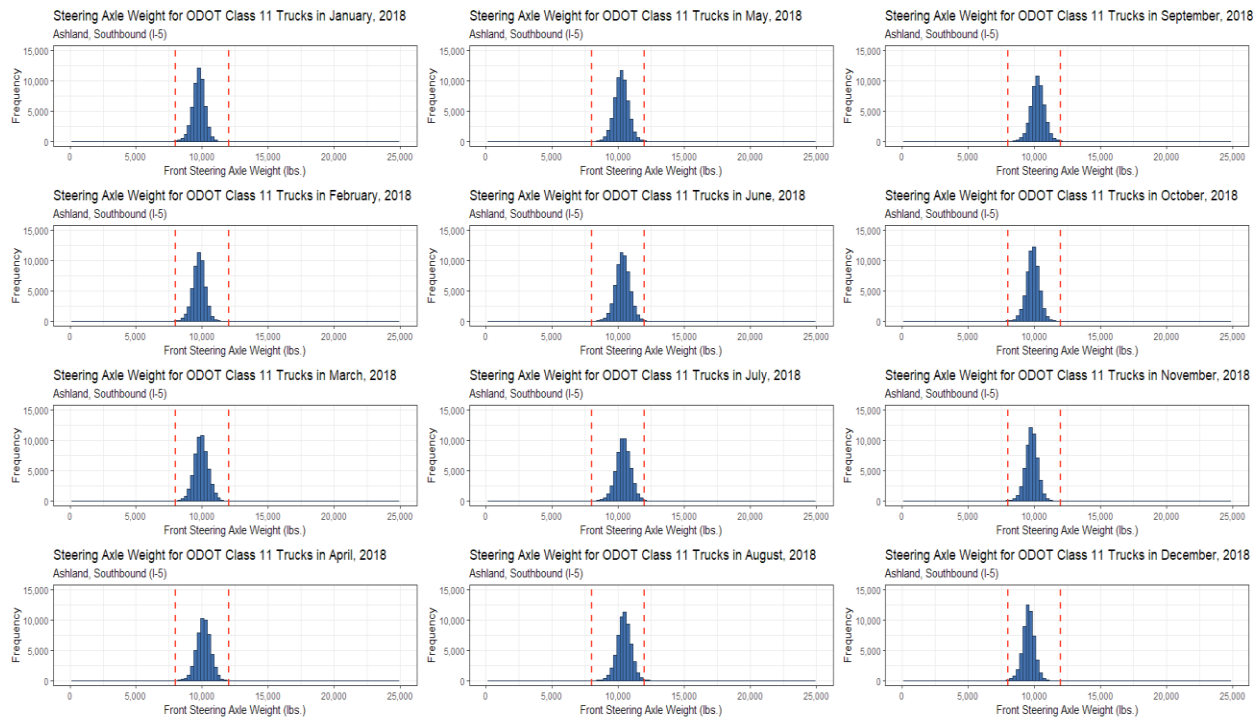 Steering Axle Weight for ODOT Class 11 Trucks in January, 2018
Ashland, Southbound (I-5)
15,000
10,000
5,000
0
Frequency
0 5,000 10,000 15,000 20,000 25,000
Front Steering Axle Weight (lbs.)
Steering Axle Weight for ODOT Class 11 Trucks in May, 2018
Ashland, Southbound (I-5)
15,000
10,000
5,000
0
Frequency
0 5,000 10,000 15,000 20,000 25,000
Front Steering Axle Weight (lbs.)
Steering Axle Weight for ODOT Class 11 Trucks in September, 2018
Ashland, Southbound (I-5)
15,000
10,000
5,000
0
Frequency
0 5,000 10,000 15,000 20,000 25,000
Front Steering Axle Weight (lbs.)
Steering Axle Weight for ODOT Class 11 Trucks in February, 2018
Ashland, Southbound (I-5)
15,000
10,000
5,000
0
Frequency
0 5,000 10,000 15,000 20,000 25,000
Front Steering Axle Weight (lbs.)
Steering Axle Weight for ODOT Class 11 Trucks in June, 2018
Ashland, Southbound (I-5)
15,000
10,000
5,000
0
Frequency
0 5,000 10,000 15,000 20,000 25,000
Front Steering Axle Weight (lbs.)
Steering Axle Weight for ODOT Class 11 Trucks in October, 2018
Ashland, Southbound (I-5)
15,000
10,000
5,000
0
Frequency
0 5,000 10,000 15,000 20,000 25,000
Front Steering Axle Weight (lbs.)
Steering Axle Weight for ODOT Class 11 Trucks in March, 2018
Ashland, Southbound (I-5)
15,000
10,000
5,000
0
Frequency
0 5,000 10,000 15,000 20,000 25,000
Front Steering Axle Weight (lbs.)
Steering Axle Weight for ODOT Class 11 Trucks in July, 2018
Ashland, Southbound (I-5)
15,000
10,000
5,000
0
Frequency
0 5,000 10,000 15,000 20,000 25,000
Front Steering Axle Weight (lbs.)
Steering Axle Weight for ODOT Class 11 Trucks in November, 2018
Ashland, Southbound (I-5)
15,000
10,000
5,000
0
Frequency
0 5,000 10,000 15,000 20,000 25,000
Front Steering Axle Weight (lbs.)
Steering Axle Weight for ODOT Class 11 Trucks in April, 2018
Ashland, Southbound (I-5)
15,000
10,000
5,000
0
Frequency
0 5,000 10,000 15,000 20,000 25,000
Front Steering Axle Weight (lbs.)
Steering Axle Weight for ODOT Class 11 Trucks in August, 2018
Ashland, Southbound (I-5)
15,000
10,000
5,000
0
Frequency
0 5,000 10,000 15,000 20,000 25,000
Front Steering Axle Weight (lbs.)
Steering Axle Weight for ODOT Class 11 Trucks in December, 2018
Ashland, Southbound (I-5)
15,000
10,000
5,000
0
Frequency
0 5,000 10,000 15,000 20,000 25,000
Front Steering Axle Weight (lbs.)